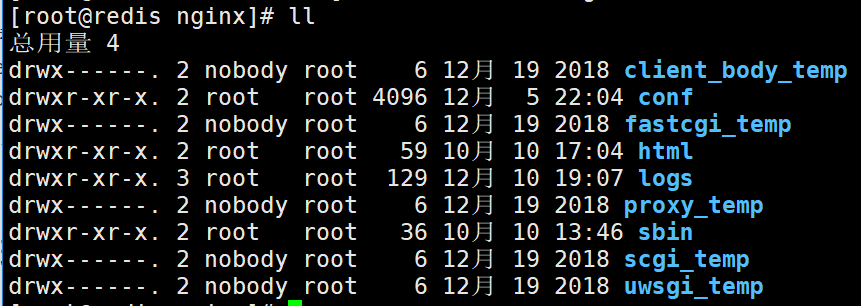 [root@redis nginx]# ll
总用量 4
drwx------. 2 nobody root    6 12月 19 2018 client_body_temp
drwxr-xr-x. 2 root   root 4096 12月  5 22:04 conf
drwx------. 2 nobody root    6 12月 19 2018 fastcgi_temp
drwxr-xr-x. 2 root   root   59 10月 10 17:04 html
drwxr-xr-x. 3 root   root  129 12月 10 19:07 logs
drwx------. 2 nobody root    6 12月 19 2018 proxy_temp
drwxr-xr-x. 2 root   root   36 10月 10 13:46 sbin
drwx------. 2 nobody root    6 12月 19 2018 scgi_temp
drwx------. 2 nobody root    6 12月 19 2018 uwsgi_temp
[root@redis nginx]#